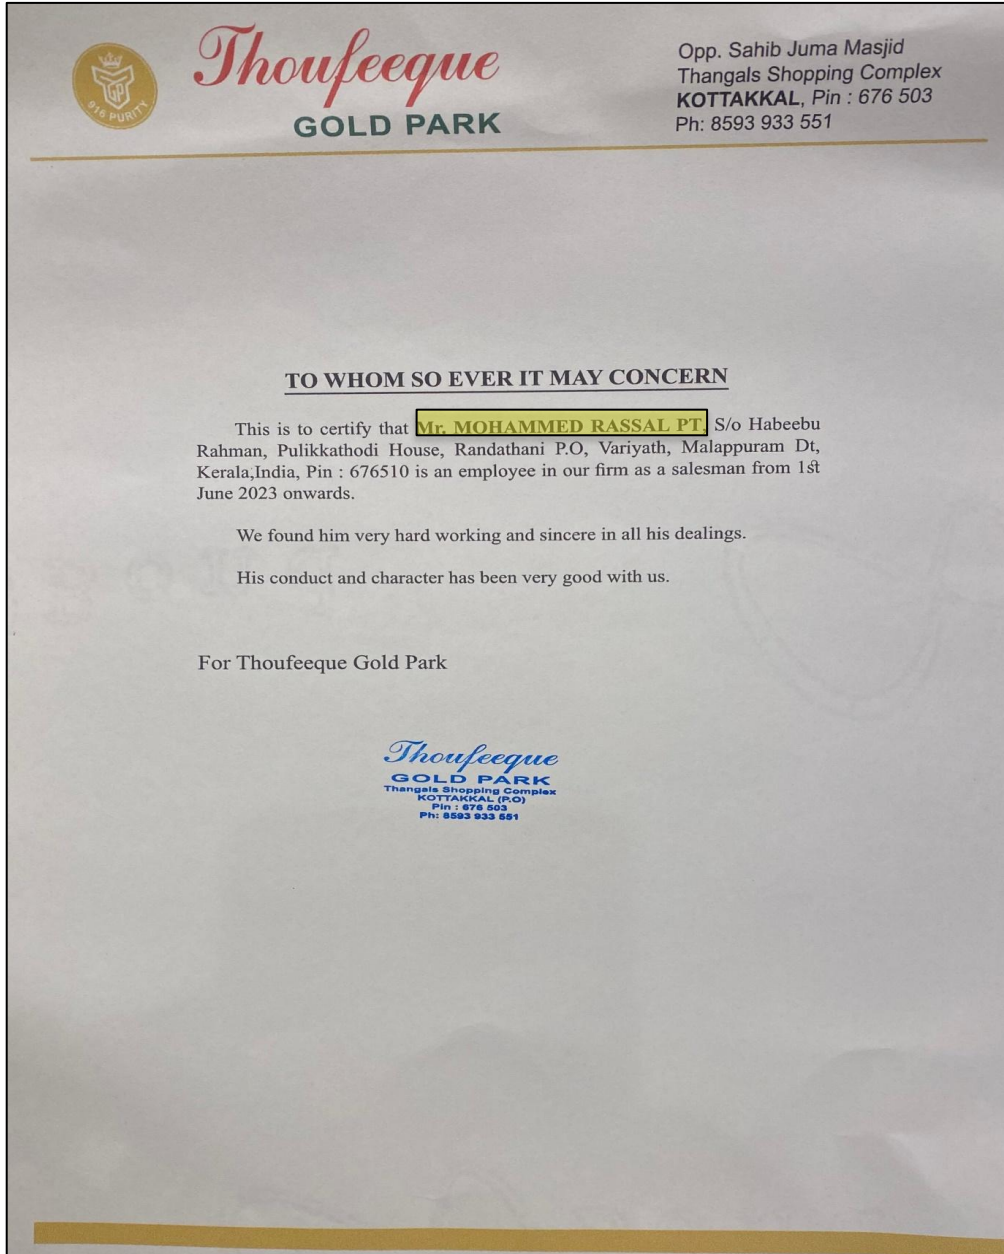 Thoufeeque
GOLD PARK
TGP
916 PURITY
Opp. Sahib Juma Masjid
Thangals Shopping Complex
KOTTAKKAL, Pin : 676 503
Ph: 8593 933 551
TO WHOM SO EVER IT MAY CONCERN
This is to certify that Mr. MOHAMMED RASSAL PT, S/o Habeebu
Rahman, Pulikkathodi House, Randathani P.O, Variyath, Malappuram Dt,
Kerala,India, Pin : 676510 is an employee in our firm as a salesman from 1st
June 2023 onwards.
We found him very hard working and sincere in all his dealings.
His conduct and character has been very good with us.
For Thoufeeque Gold Park
Thoufeeque
GOLD PARK
Thangals Shopping Complex
KOTTAKKAL (P.O)
Pin : 676 503
Ph: 8593 933 551